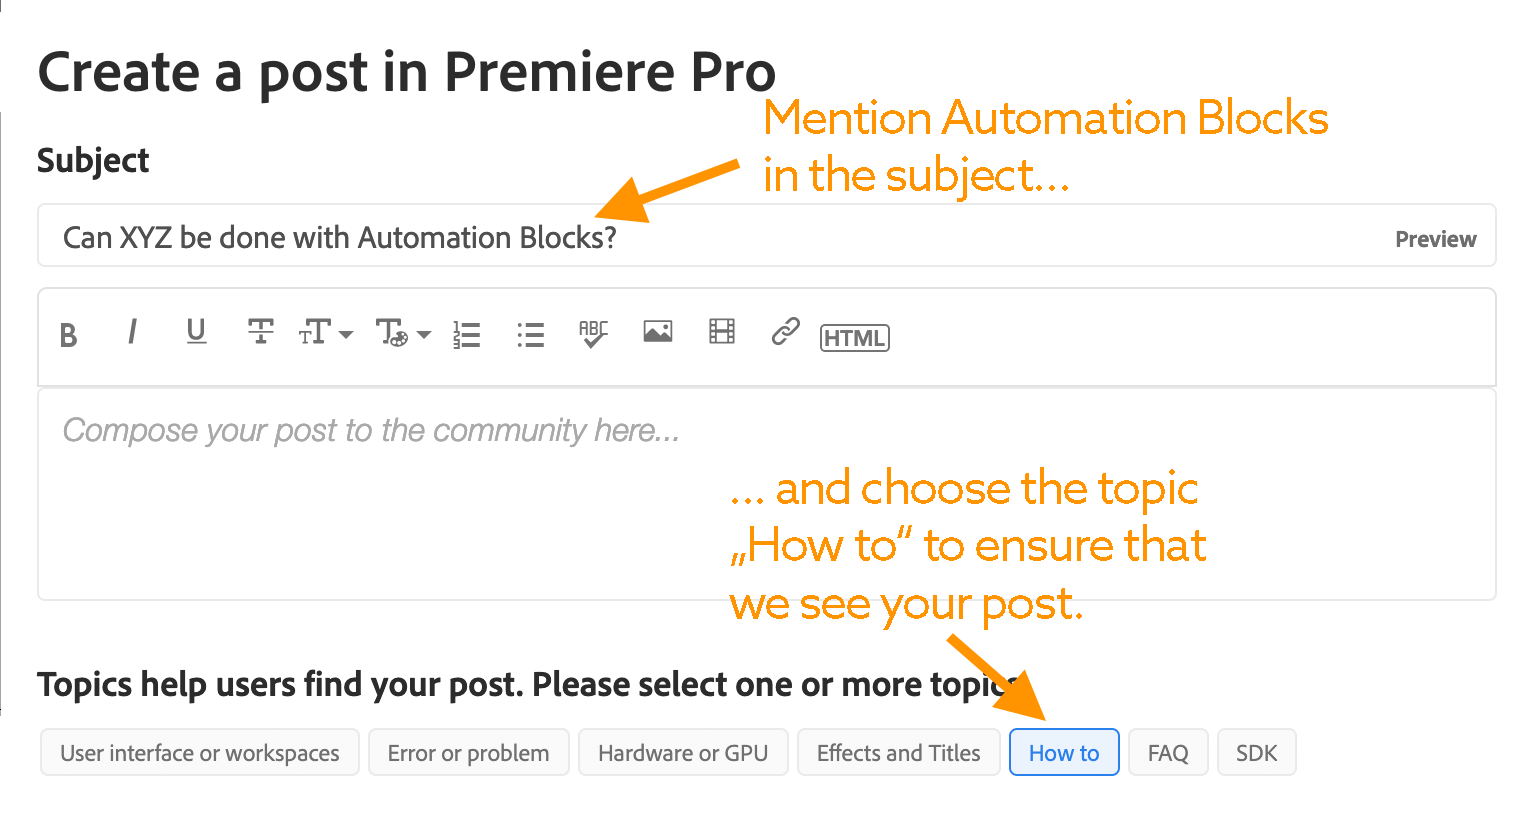 Create a post in Premiere Pro
Mention Automation Blocks
in the subject...
Subject
Can XYZ be done with Automation Blocks?
Preview
B I U T TT T ABC HTML
Compose your post to the community here...
... and choose the topic
„How to“ to ensure that
we see your post.
Topics help users find your post. Please select one or more topics
User interface or workspaces
Error or problem
Hardware or GPU
Effects and Titles
How to
FAQ
SDK